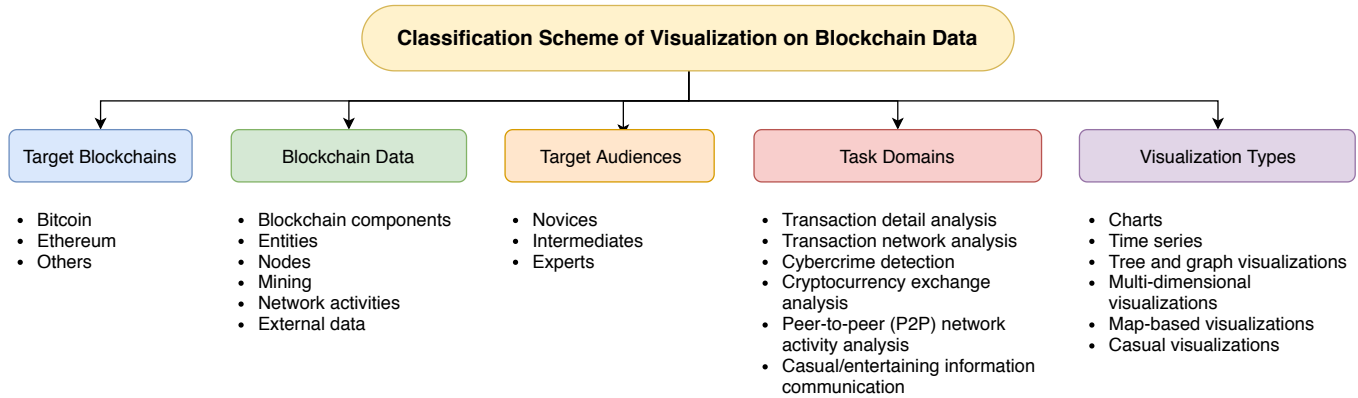 Classification Scheme of Visualization on Blockchain Data
Target Blockchains
• Bitcoin
• Ethereum
• Others
Blockchain Data
• Blockchain components
• Entities
• Nodes
• Mining
• Network activities
• External data
Target Audiences
• Novices
• Intermediates
• Experts
Task Domains
• Transaction detail analysis
• Transaction network analysis
• Cybercrime detection
• Cryptocurrency exchange
analysis
• Peer-to-peer (P2P) network
activity analysis
• Casual/entertaining information
communication
Visualization Types
• Charts
• Time series
• Tree and graph visualizations
• Multi-dimensional
visualizations
• Map-based visualizations
• Casual visualizations